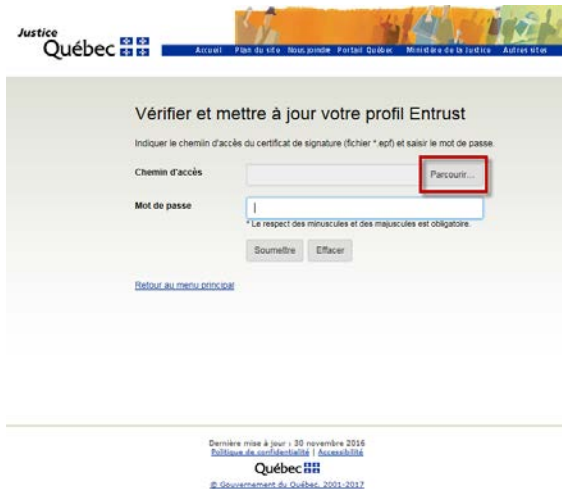 Justice
Québec
Accueil Plan du site Nous joindre Portail Québec Ministère de la Justice Autres sites
Vérifier et mettre à jour votre profil Entrust
Indiquer le chemiin d'accès du certificat de signature (fichier *.epf) et saisir le mot de passe.
Chemin d'accès
Parcourir...
Mot de passe
* Le respect des minuscules et des majuscules est obligatoire.
Soumettre Effacer
Retour au menu principal
Dernière mise à jour : 30 novembre 2016
Politique de confidentialité | Accessibilité
Québec
© Gouvernement du Québec, 2001-2017